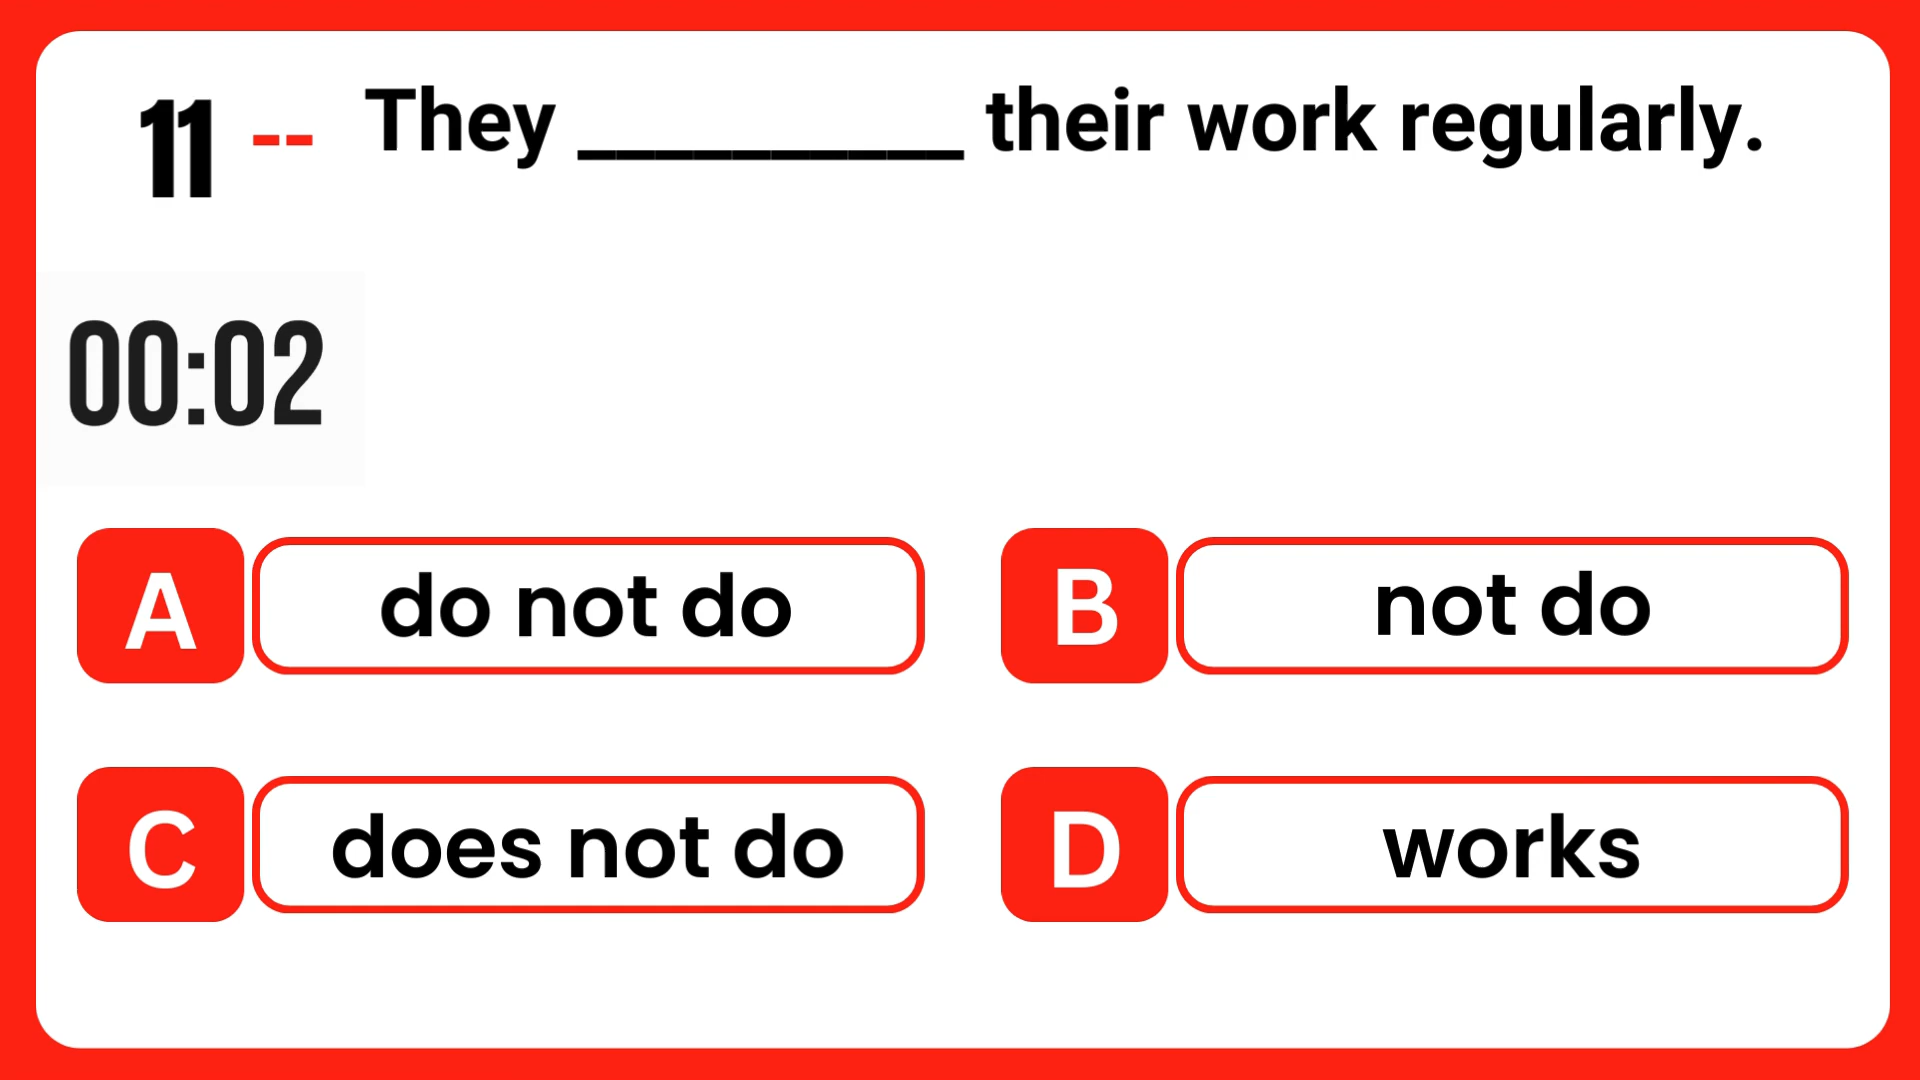 11 -- They __________ their work regularly.
00:02
A do not do
B not do
C does not do
D works